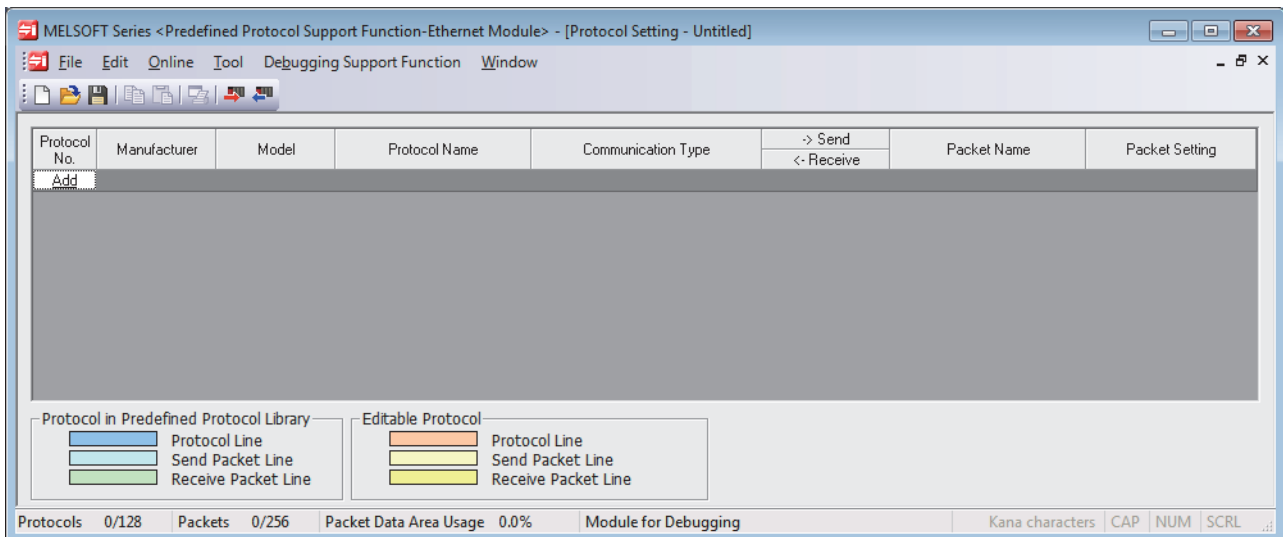 MELSOFT Series <Predefined Protocol Support Function-Ethernet Module> - [Protocol Setting - Untitled]
File Edit Online Tool Debugging Support Function Window
Protocol No. Manufacturer Model Protocol Name Communication Type -> Send <- Receive Packet Name Packet Setting
Add
Protocol in Predefined Protocol Library
Protocol Line
Send Packet Line
Receive Packet Line
Editable Protocol
Protocol Line
Send Packet Line
Receive Packet Line
Protocols 0/128 Packets 0/256 Packet Data Area Usage 0.0% Module for Debugging Kana characters CAP NUM SCRL